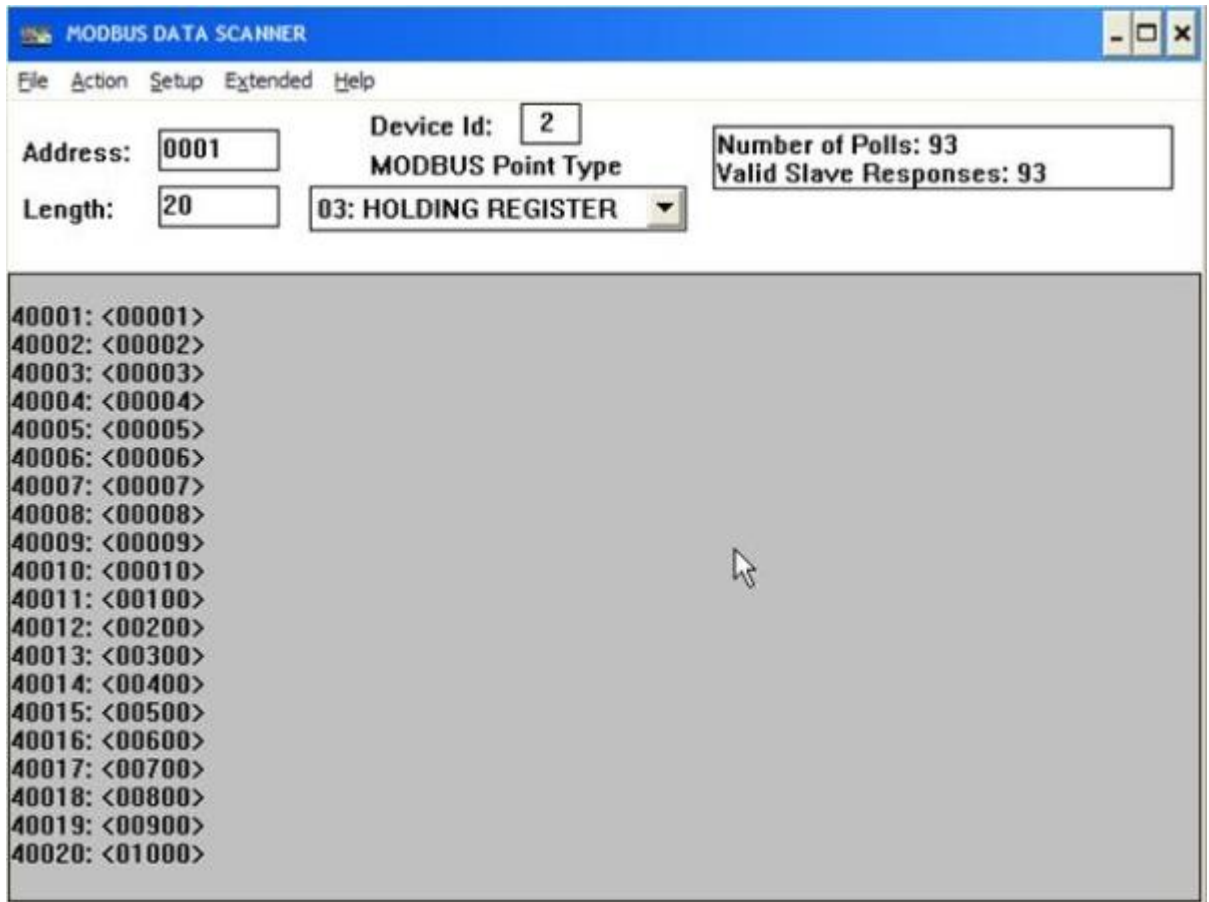 MODBUS DATA SCANNER
File Action Setup Extended Help
Address: 0001
Device Id: 2
MODBUS Point Type
Length: 20
03: HOLDING REGISTER
Number of Polls: 93
Valid Slave Responses: 93
40001: <00001>
40002: <00002>
40003: <00003>
40004: <00004>
40005: <00005>
40006: <00006>
40007: <00007>
40008: <00008>
40009: <00009>
40010: <00010>
40011: <00100>
40012: <00200>
40013: <00300>
40014: <00400>
40015: <00500>
40016: <00600>
40017: <00700>
40018: <00800>
40019: <00900>
40020: <01000>